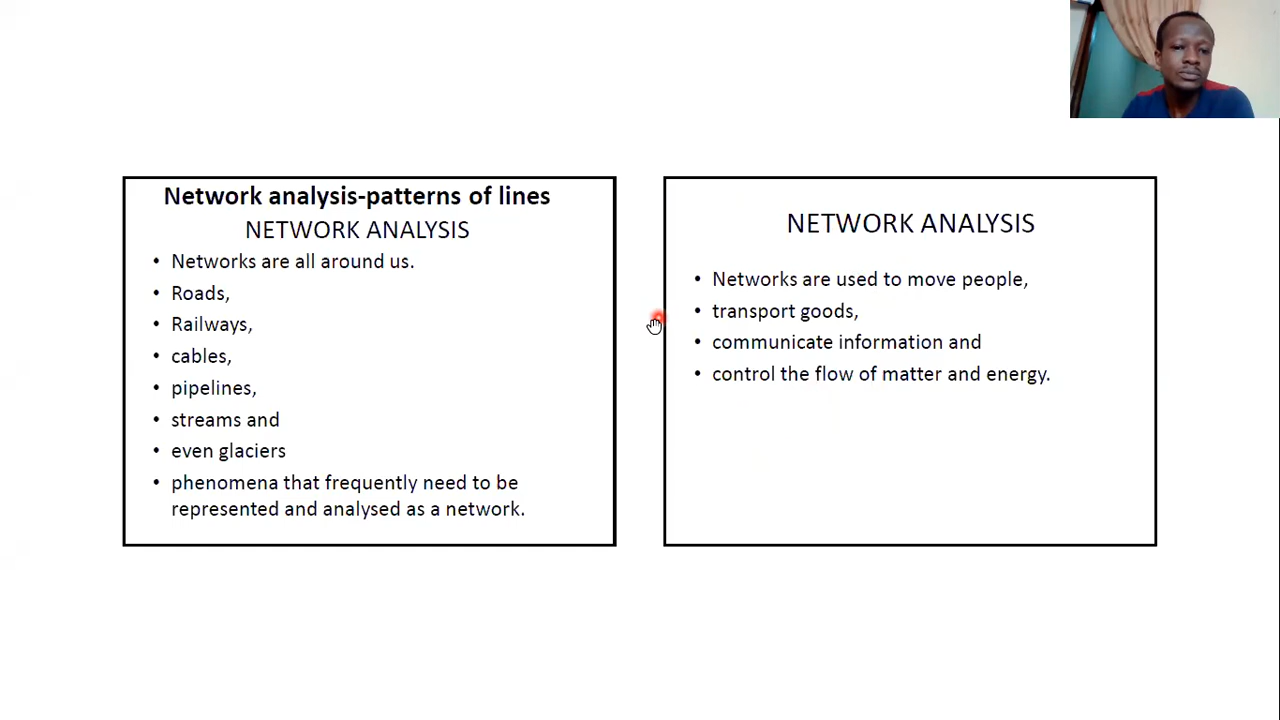 Network analysis-patterns of lines
NETWORK ANALYSIS
• Networks are all around us.
• Roads,
• Railways,
• cables,
• pipelines,
• streams and
• even glaciers
• phenomena that frequently need to be
represented and analysed as a network.
NETWORK ANALYSIS
• Networks are used to move people,
• transport goods,
• communicate information and
• control the flow of matter and energy.